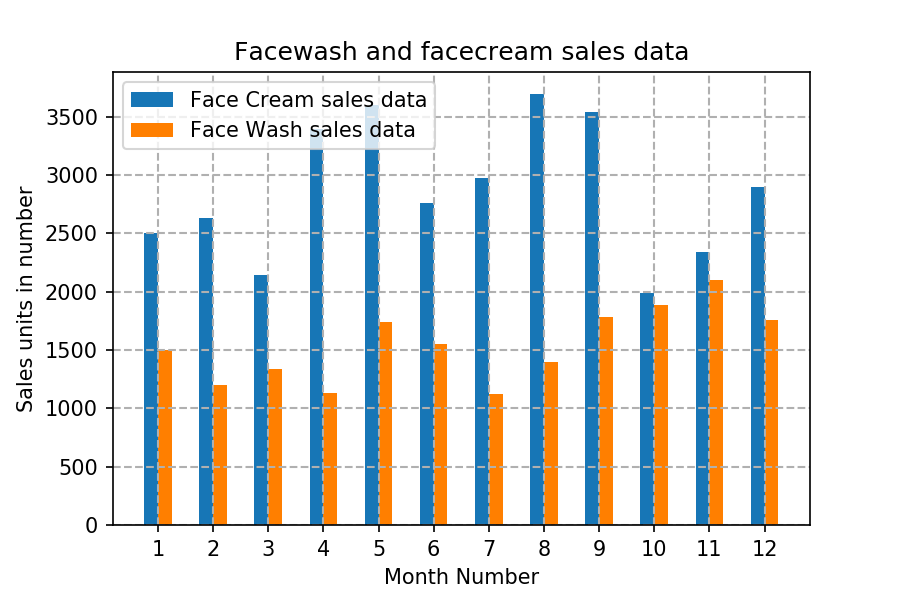 Facewash and facecream sales data
Face Cream sales data
Face Wash sales data
Sales units in number
3500
3000
2500
2000
1500
1000
500
0
1 2 3 4 5 6 7 8 9 10 11 12
Month Number